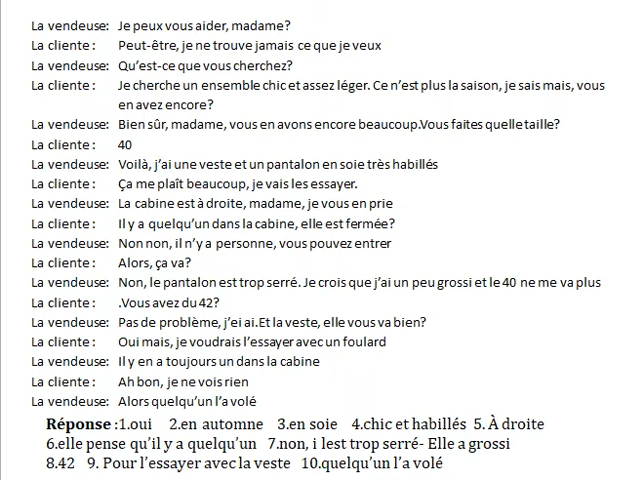 La vendeuse: Je peux vous aider, madame?
La cliente : Peut-être, je ne trouve jamais ce que je veux
La vendeuse: Qu'est-ce que vous cherchez?
La cliente : Je cherche un ensemble chic et assez léger. Ce n'est plus la saison, je sais mais, vous
en avez encore?
La vendeuse: Bien sûr, madame, vous en avons encore beaucoup.Vous faites quelle taille?
La cliente : 40
La vendeuse: Voilà, j'ai une veste et un pantalon en soie très habillés
La cliente : Ça me plaît beaucoup, je vais les essayer.
La vendeuse: La cabine est à droite, madame, je vous en prie
La cliente : Il y a quelqu'un dans la cabine, elle est fermée?
La vendeuse: Non non, il n'y a personne, vous pouvez entrer
La cliente : Alors, ça va?
La vendeuse: Non, le pantalon est trop serré. Je crois que j'ai un peu grossi et le 40 ne me va plus
La cliente : .Vous avez du 42?
La vendeuse: Pas de problème, j'ei ai.Et la veste, elle vous va bien?
La cliente : Oui mais, je voudrais l'essayer avec un foulard
La vendeuse: Il y en a toujours un dans la cabine
La cliente : Ah bon, je ne vois rien
La vendeuse: Alors quelqu'un l'a volé
Réponse :1.oui 2.en automne 3.en soie 4.chic et habillés 5. À droite
6.elle pense qu'il y a quelqu'un 7.non, i lest trop serré- Elle a grossi
8.42 9. Pour l'essayer avec la veste 10.quelqu'un l'a volé